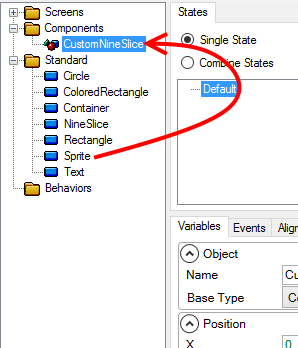 Screens
Components
CustomNineSlice
Standard
Circle
ColoredRectangle
Container
NineSlice
Rectangle
Sprite
Text
Behaviors
States
Single State
Combine States
Default
Variables
Events
Align
Object
Name
Cu
Base Type
Co
Position
X
0